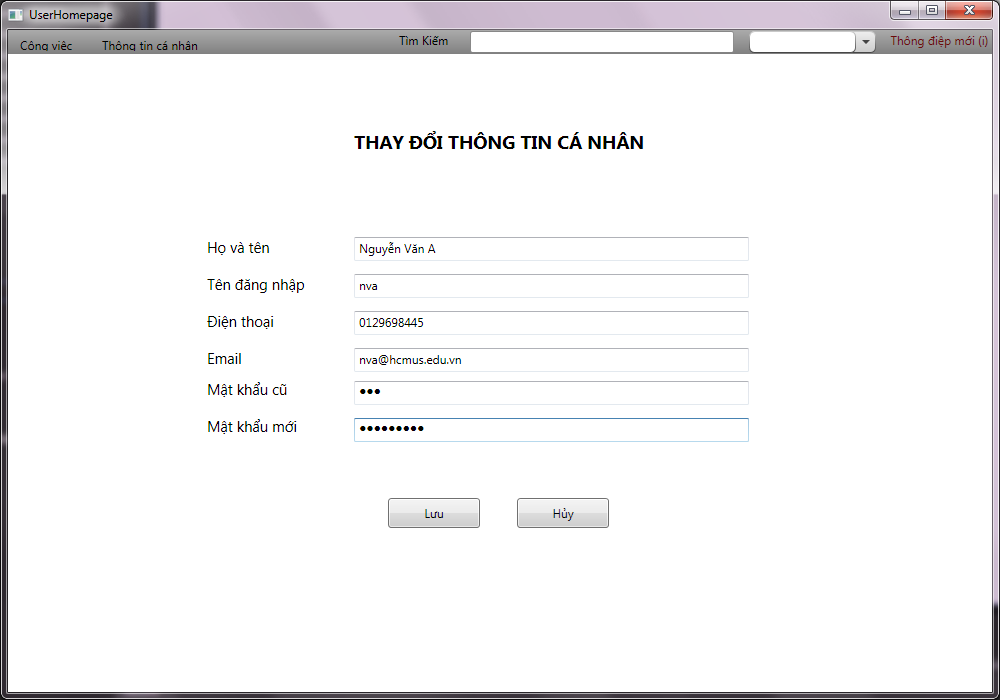 UserHomepage
Công việc Thông tin cá nhân Tìm Kiếm Thông điệp mới (i)
THAY ĐỔI THÔNG TIN CÁ NHÂN
Họ và tên Nguyễn Văn A
Tên đăng nhập nva
Điện thoại 0129698445
Email nva@hcmus.edu.vn
Mật khẩu cũ •••
Mật khẩu mới •••••••••
Lưu Hủy